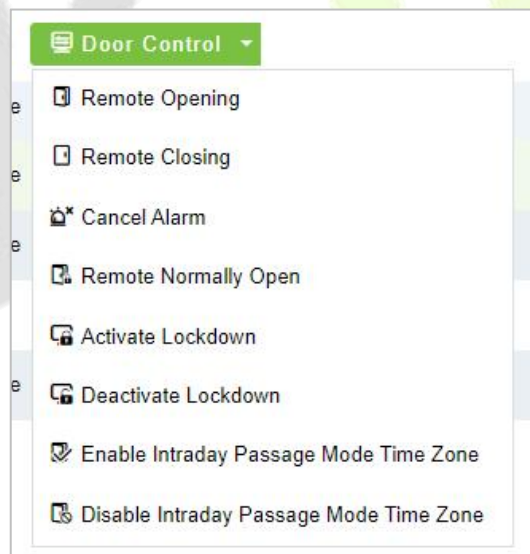 Door Control
Remote Opening
e
Remote Closing
e
Cancel Alarm
e
Remote Normally Open
Activate Lockdown
e
Deactivate Lockdown
Enable Intraday Passage Mode Time Zone
Disable Intraday Passage Mode Time Zone